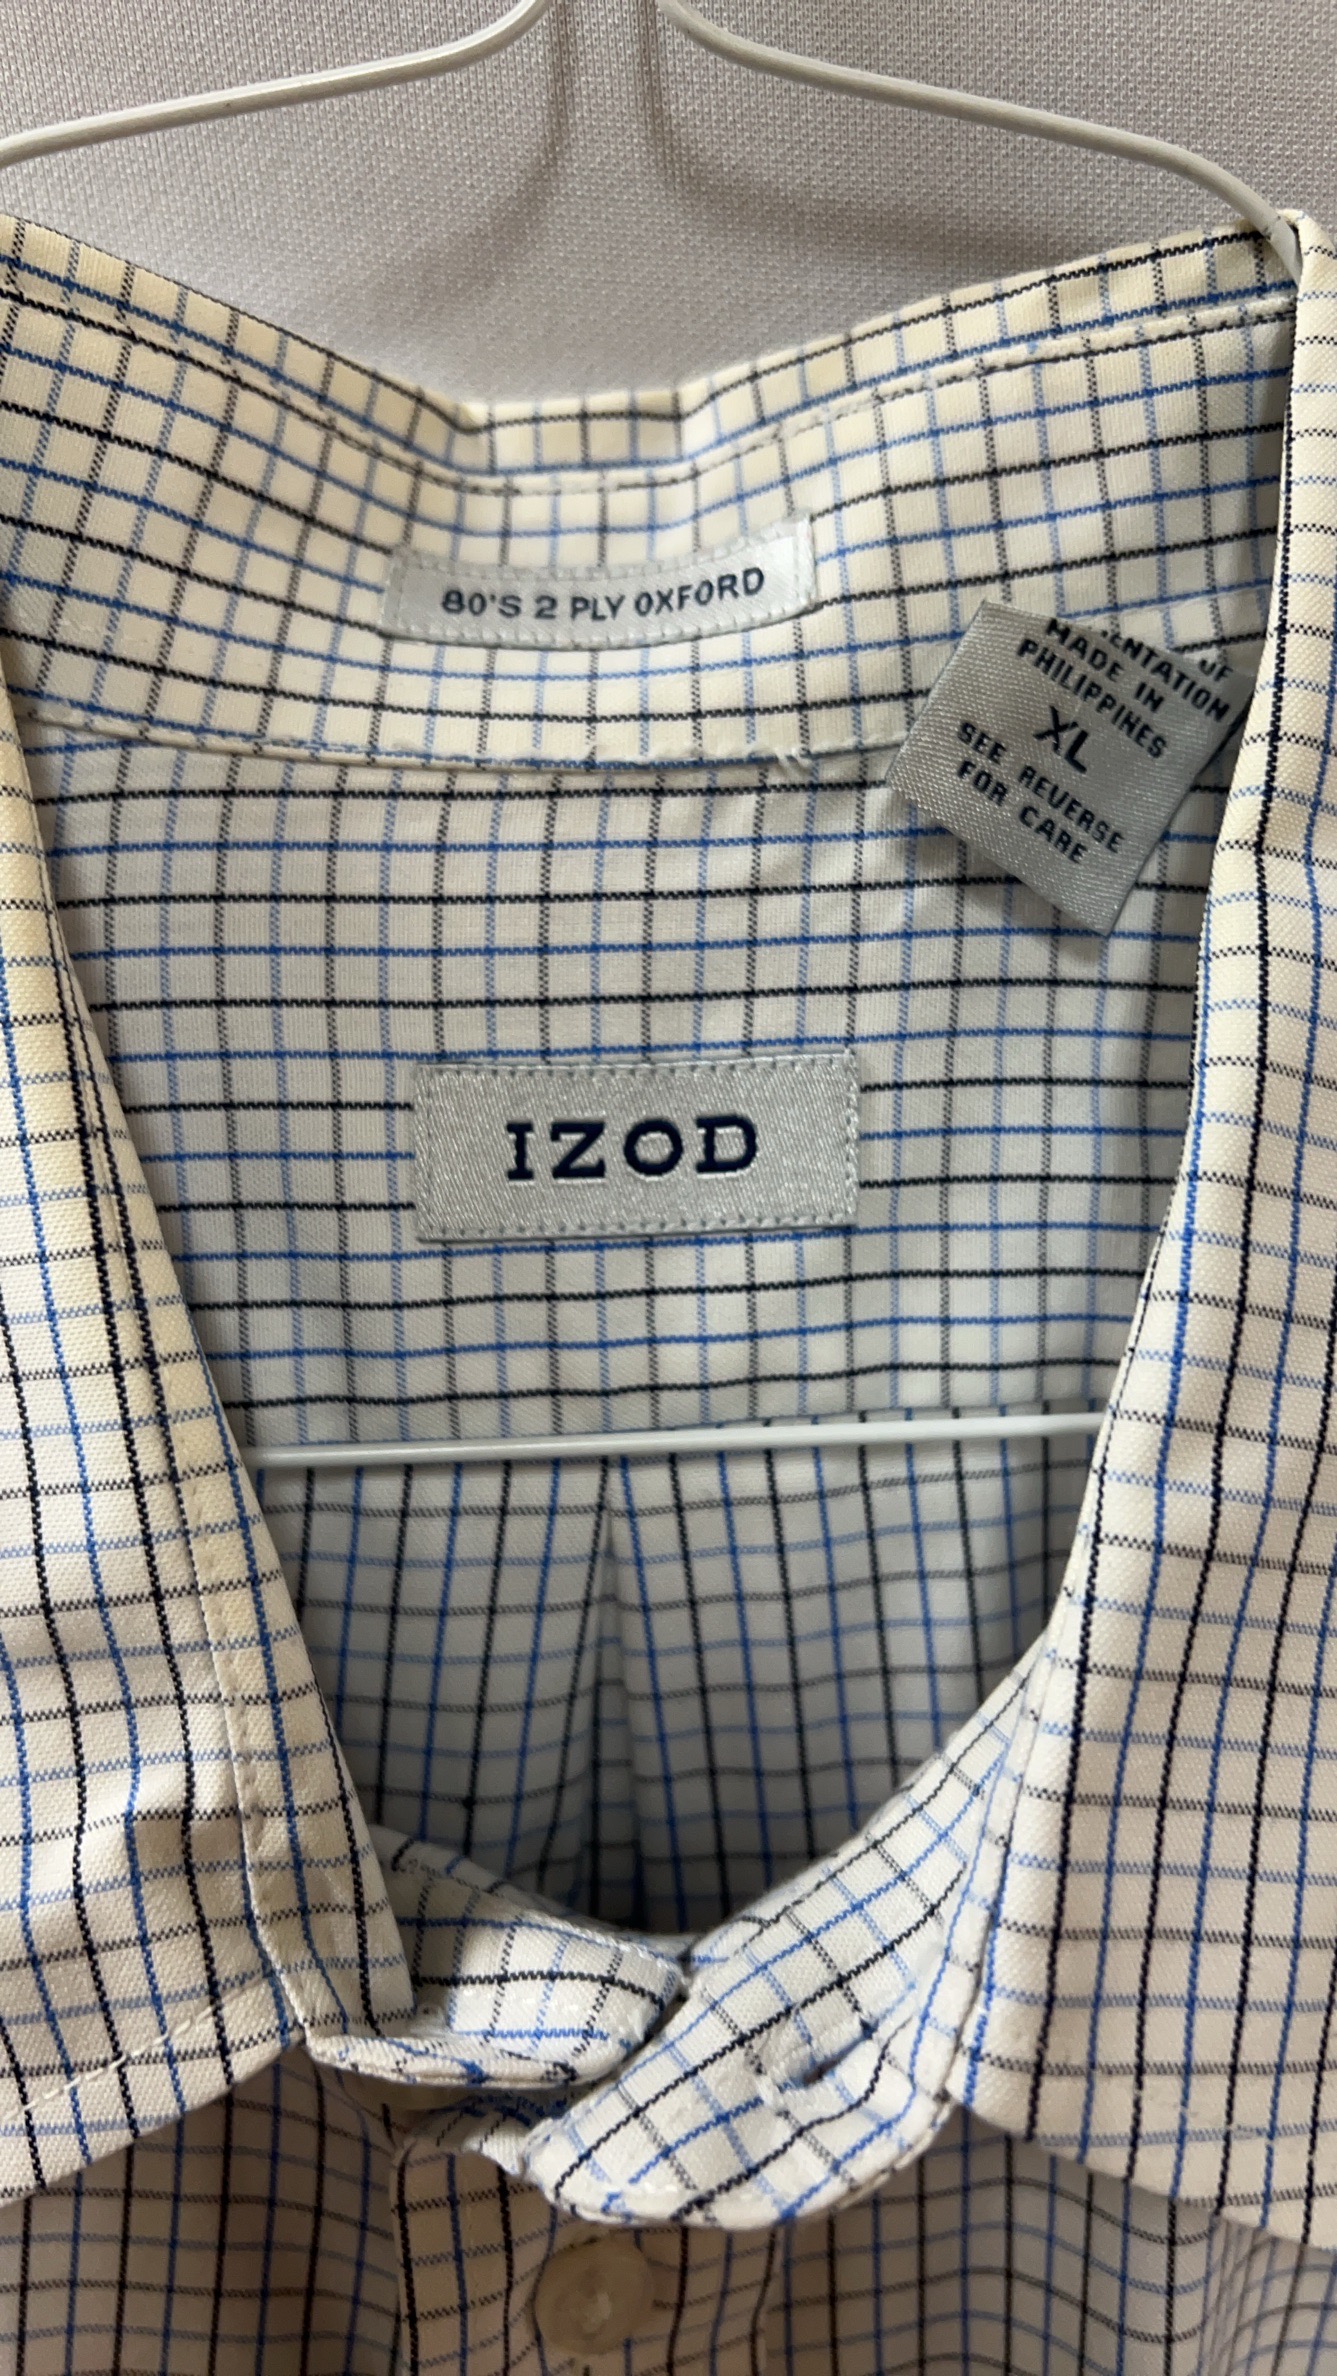 80'S 2 PLY OXFORD
MADE IN
PHILIPPINES
XL
SEE REVERSE
FOR CARE
IZOD